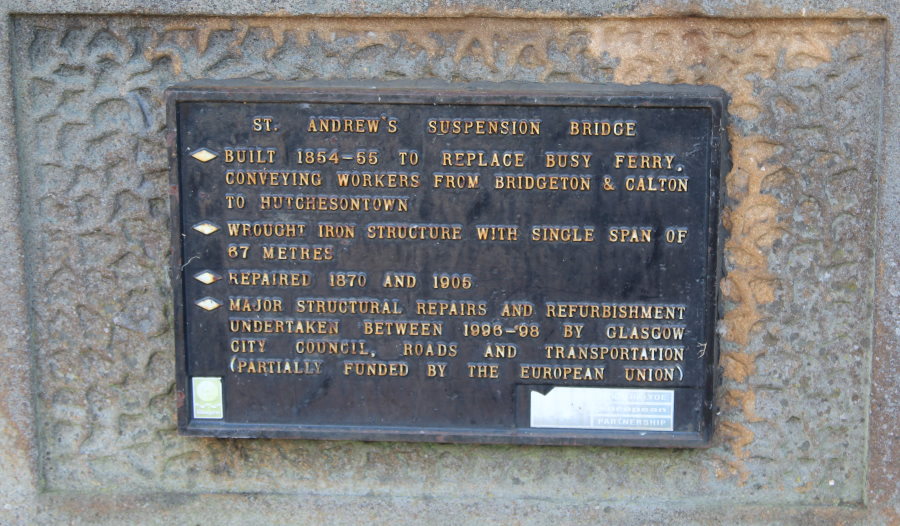 ST. ANDREW'S SUSPENSION BRIDGE
BUILT 1854-55 TO REPLACE BUSY FERRY,
CONVEYING WORKERS FROM BRIDGETON & CALTON
TO HUTCHESONTOWN
WROUGHT IRON STRUCTURE WITH SINGLE SPAN OF
67 METRES
REPAIRED 1870 AND 1905
MAJOR STRUCTURAL REPAIRS AND REFURBISHMENT
UNDERTAKEN BETWEEN 1996-98 BY GLASGOW
CITY COUNCIL, ROADS AND TRANSPORTATION
(PARTIALLY FUNDED BY THE EUROPEAN UNION)
european
PARTNERSHIP